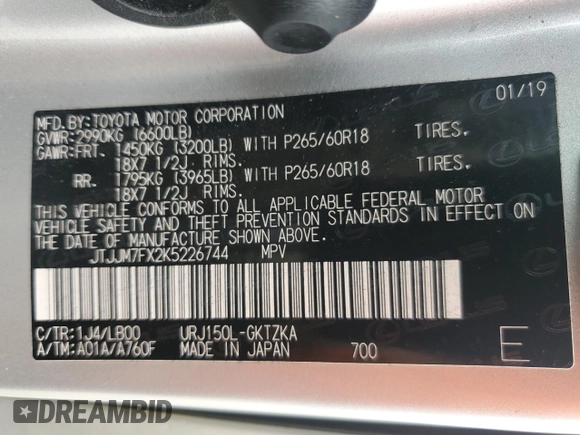 MFD.BY:TOYOTA MOTOR CORPORATION 01/19
GVWR:2990KG (6600LB)
GAWR-FRT. 1450KG (3200LB) WITH P265/60R18 TIRES.
18X7 1/2J RIMS.
RR. 1795KG (3965LB) WITH P265/60R18 TIRES.
18X7 1/2J RIMS.
THIS VEHICLE CONFORMS TO ALL APPLICABLE FEDERAL MOTOR
VEHICLE SAFETY AND THEFT PREVENTION STANDARDS IN EFFECT ON
THE DATE OF MANUFACTURE SHOWN ABOVE.
JTJJM7FX2K5226744 MPV
C/TR:1J4/LB00 URJ150L-GKTZKA
A/TM:A01A/A760F MADE IN JAPAN 700 E
DREAMBID